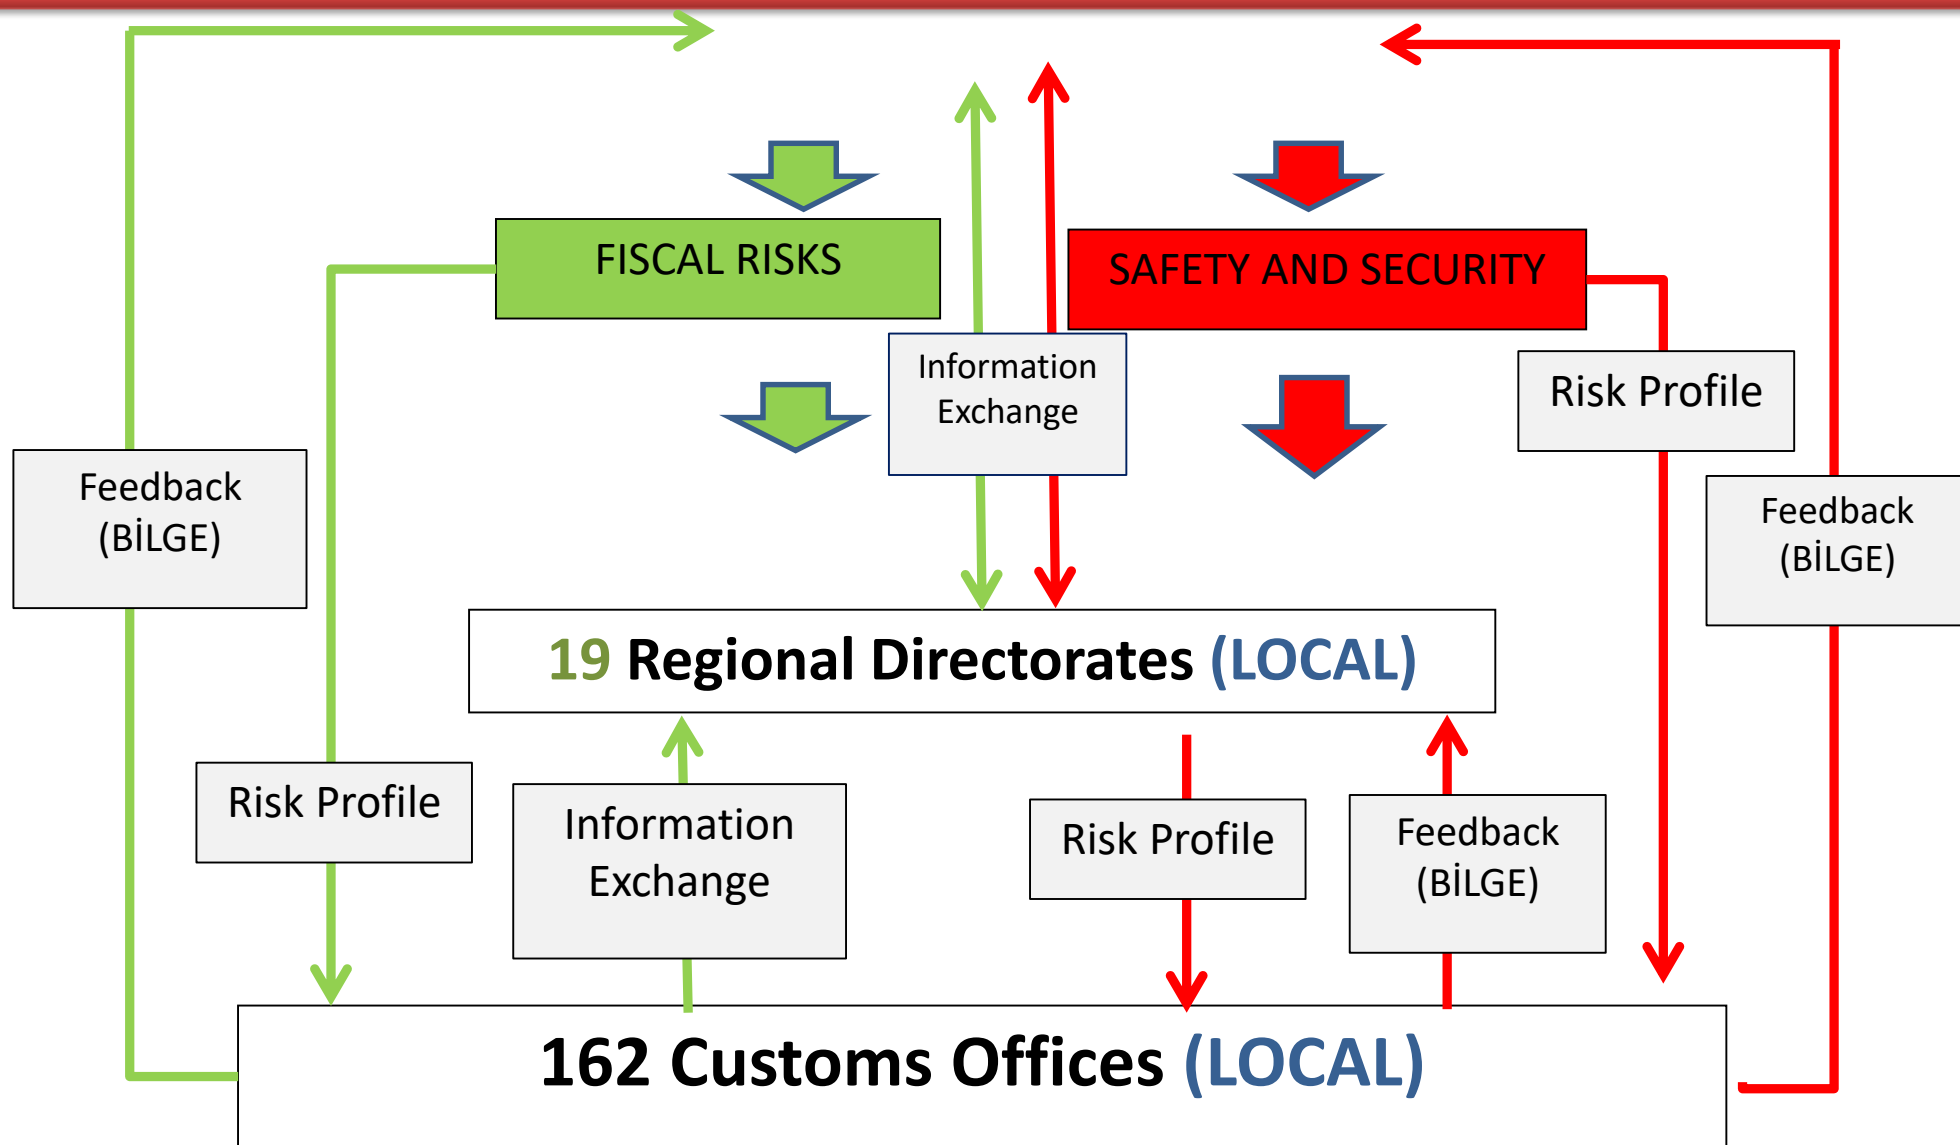 FISCAL RISKS
SAFETY AND SECURITY
Information
Exchange
Risk Profile
Feedback
(BİLGE)
Feedback
(BİLGE)
19 Regional Directorates (LOCAL)
Risk Profile
Information
Exchange
Risk Profile
Feedback
(BİLGE)
162 Customs Offices (LOCAL)